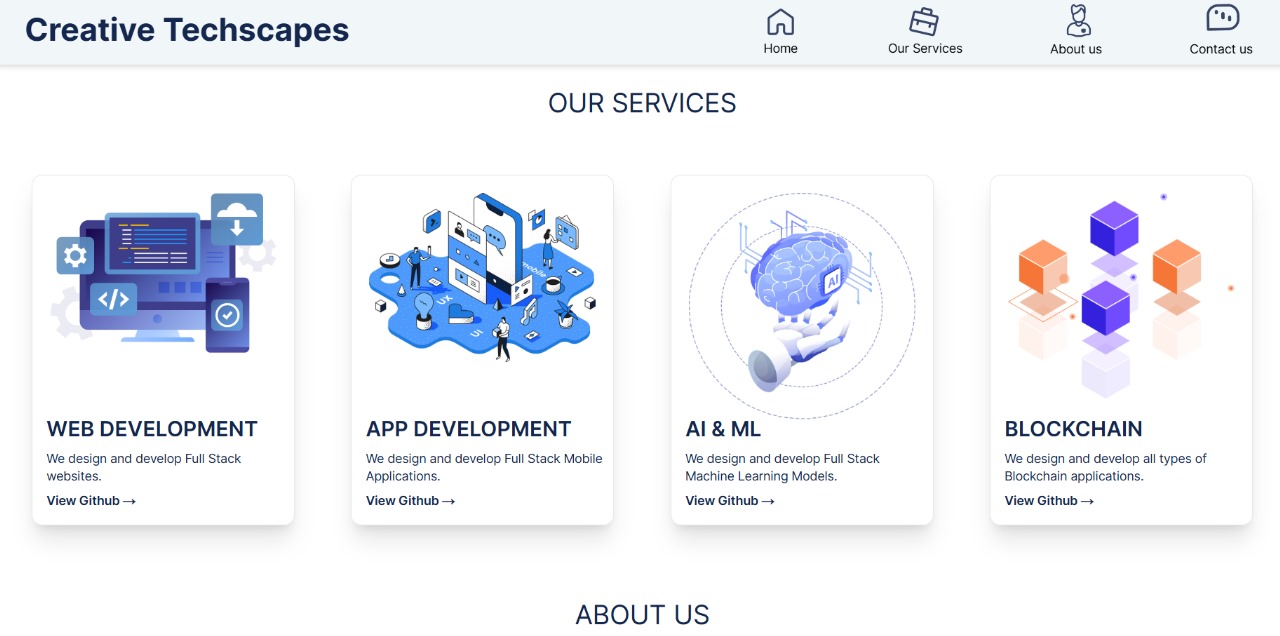 Creative Techscapes
Home
Our Services
About us
Contact us
OUR SERVICES
</>
mobile
UX
UI
AI
WEB DEVELOPMENT
We design and develop Full Stack
websites.
View Github →
APP DEVELOPMENT
We design and develop Full Stack Mobile
Applications.
View Github →
AI & ML
We design and develop Full Stack
Machine Learning Models.
View Github →
BLOCKCHAIN
We design and develop all types of
Blockchain applications.
View Github →
ABOUT US